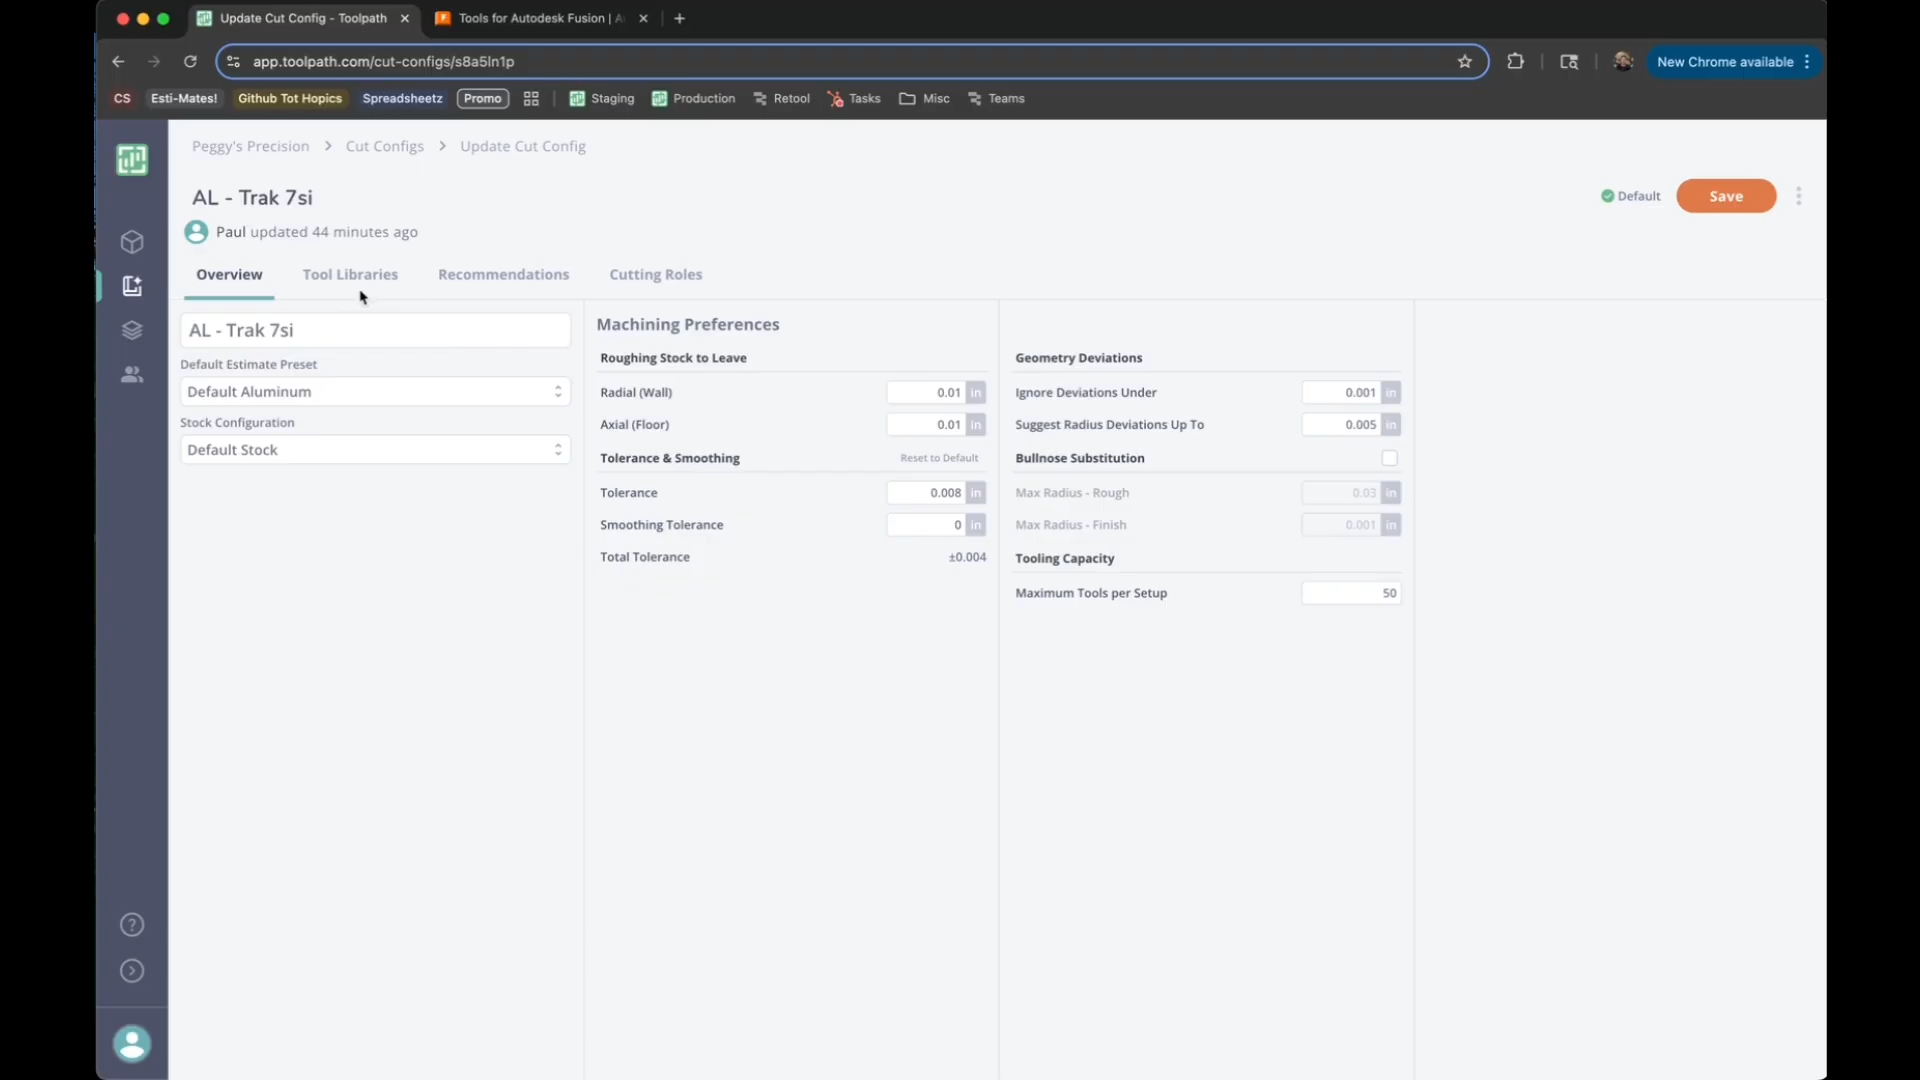 Update Cut Config - Toolpath
Tools for Autodesk Fusion |
app.toolpath.com/cut-configs/s8a5ln1p
New Chrome available
CS Esti-Mates! Github Tot Hopics Spreadsheetz Promo Staging Production Retool Tasks Misc Teams
Peggy's Precision > Cut Configs > Update Cut Config
AL - Trak 7si
Default
Save
Paul updated 44 minutes ago
Overview Tool Libraries Recommendations Cutting Roles
AL - Trak 7si
Default Estimate Preset
Default Aluminum
Stock Configuration
Default Stock
Machining Preferences
Roughing Stock to Leave
Radial (Wall) 0.01 in
Axial (Floor) 0.01 in
Tolerance & Smoothing Reset to Default
Tolerance 0.008 in
Smoothing Tolerance 0 in
Total Tolerance ±0.004
Geometry Deviations
Ignore Deviations Under 0.001 in
Suggest Radius Deviations Up To 0.005 in
Bullnose Substitution
Max Radius - Rough 0.03 in
Max Radius - Finish 0.001 in
Tooling Capacity
Maximum Tools per Setup 50